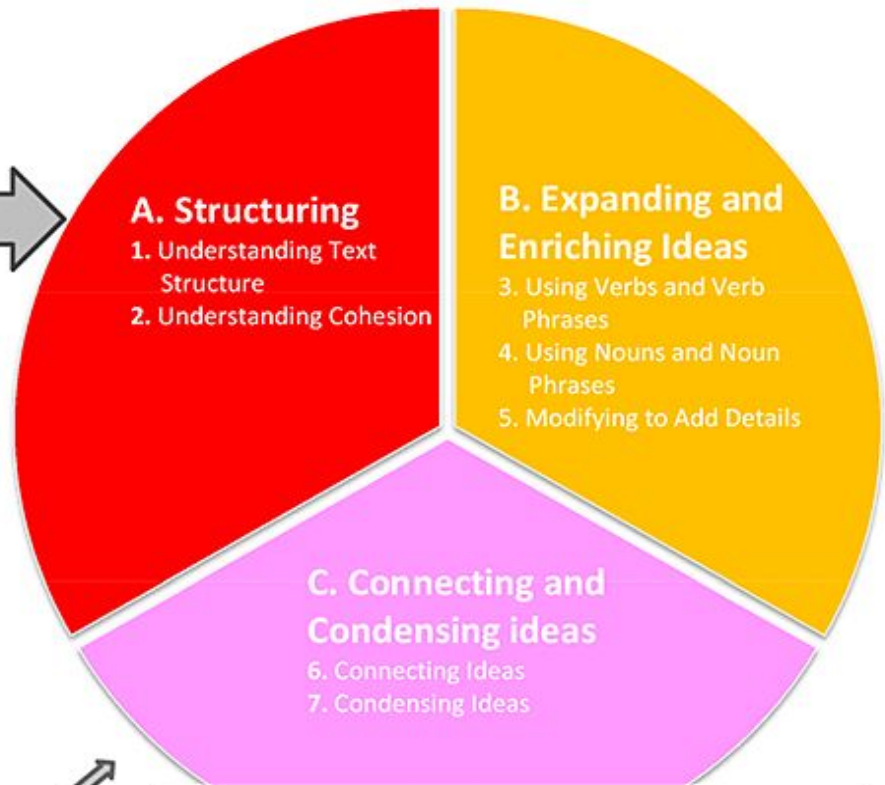 A. Structuring
1. Understanding Text
Structure
2. Understanding Cohesion
B. Expanding and
Enriching Ideas
3. Using Verbs and Verb
Phrases
4. Using Nouns and Noun
Phrases
5. Modifying to Add Details
C. Connecting and
Condensing ideas
6. Connecting Ideas
7. Condensing Ideas